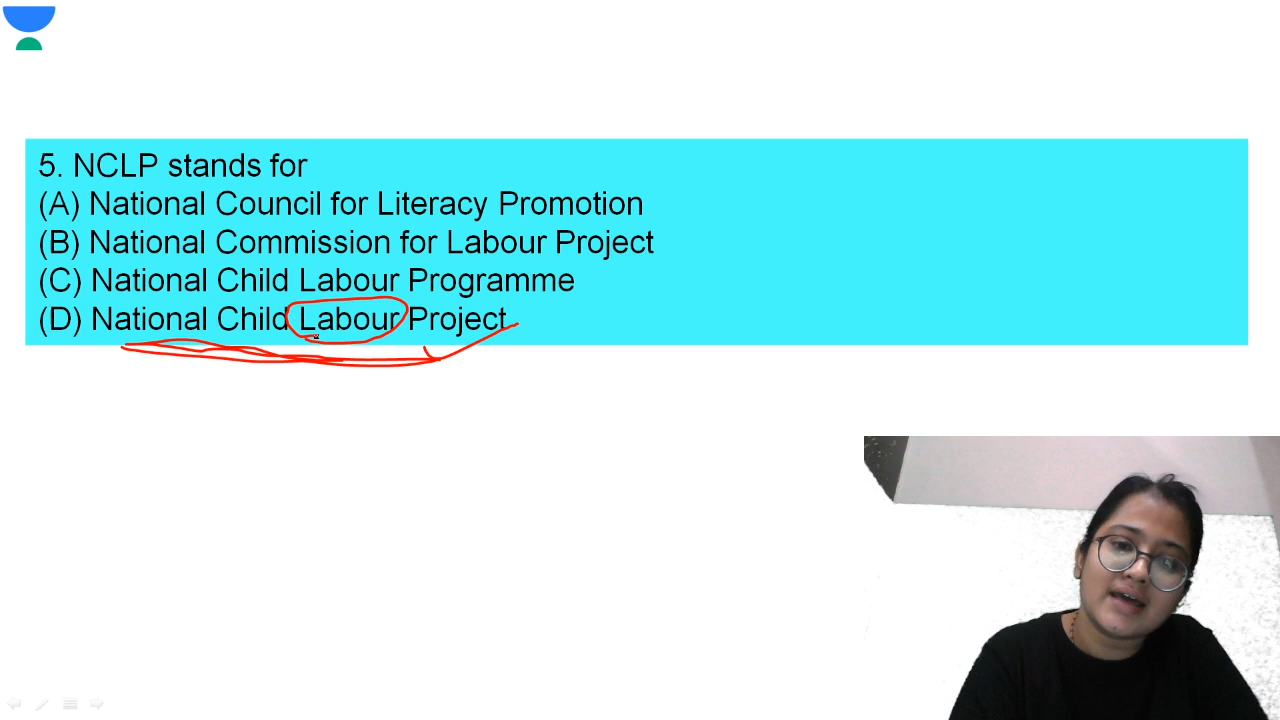 5. NCLP stands for
(A) National Council for Literacy Promotion
(B) National Commission for Labour Project
(C) National Child Labour Programme
(D) National Child Labour Project